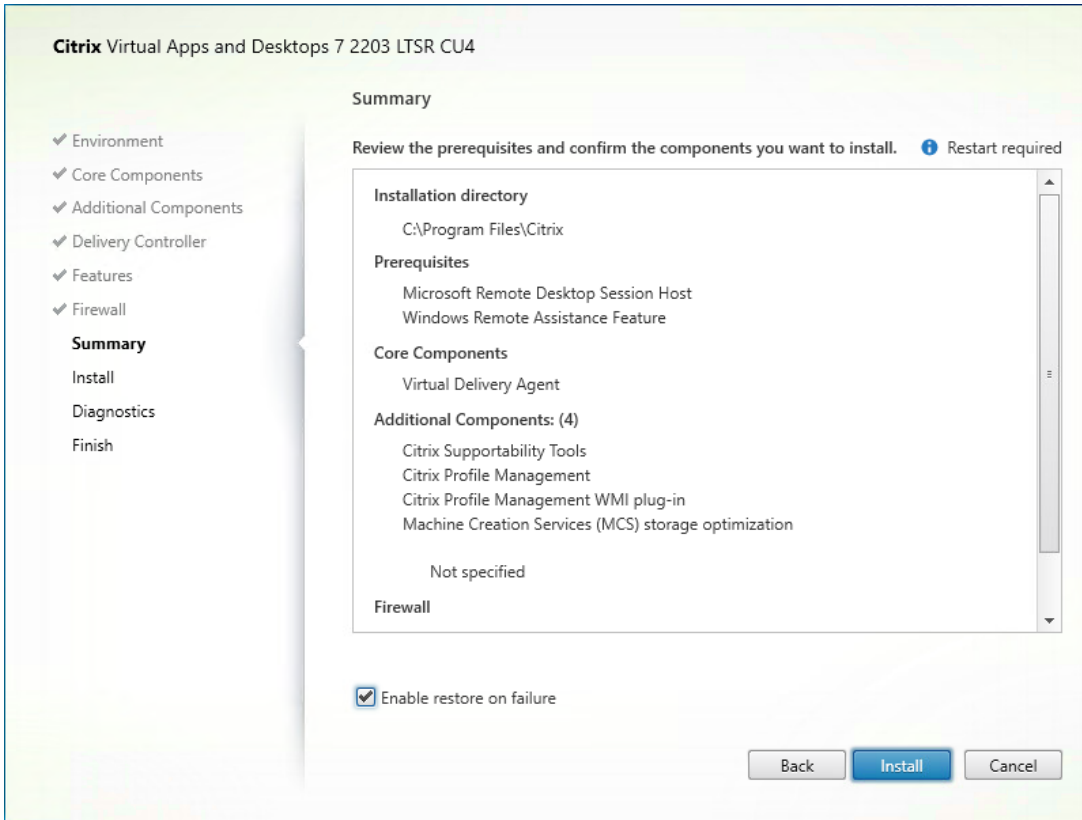 Citrix Virtual Apps and Desktops 7 2203 LTSR CU4
Environment
Core Components
Additional Components
Delivery Controller
Features
Firewall
Summary
Install
Diagnostics
Finish
Summary
Review the prerequisites and confirm the components you want to install.
Restart required
Installation directory
C:\Program Files\Citrix
Prerequisites
Microsoft Remote Desktop Session Host
Windows Remote Assistance Feature
Core Components
Virtual Delivery Agent
Additional Components: (4)
Citrix Supportability Tools
Citrix Profile Management
Citrix Profile Management WMI plug-in
Machine Creation Services (MCS) storage optimization
Not specified
Firewall
Enable restore on failure
Back
Install
Cancel